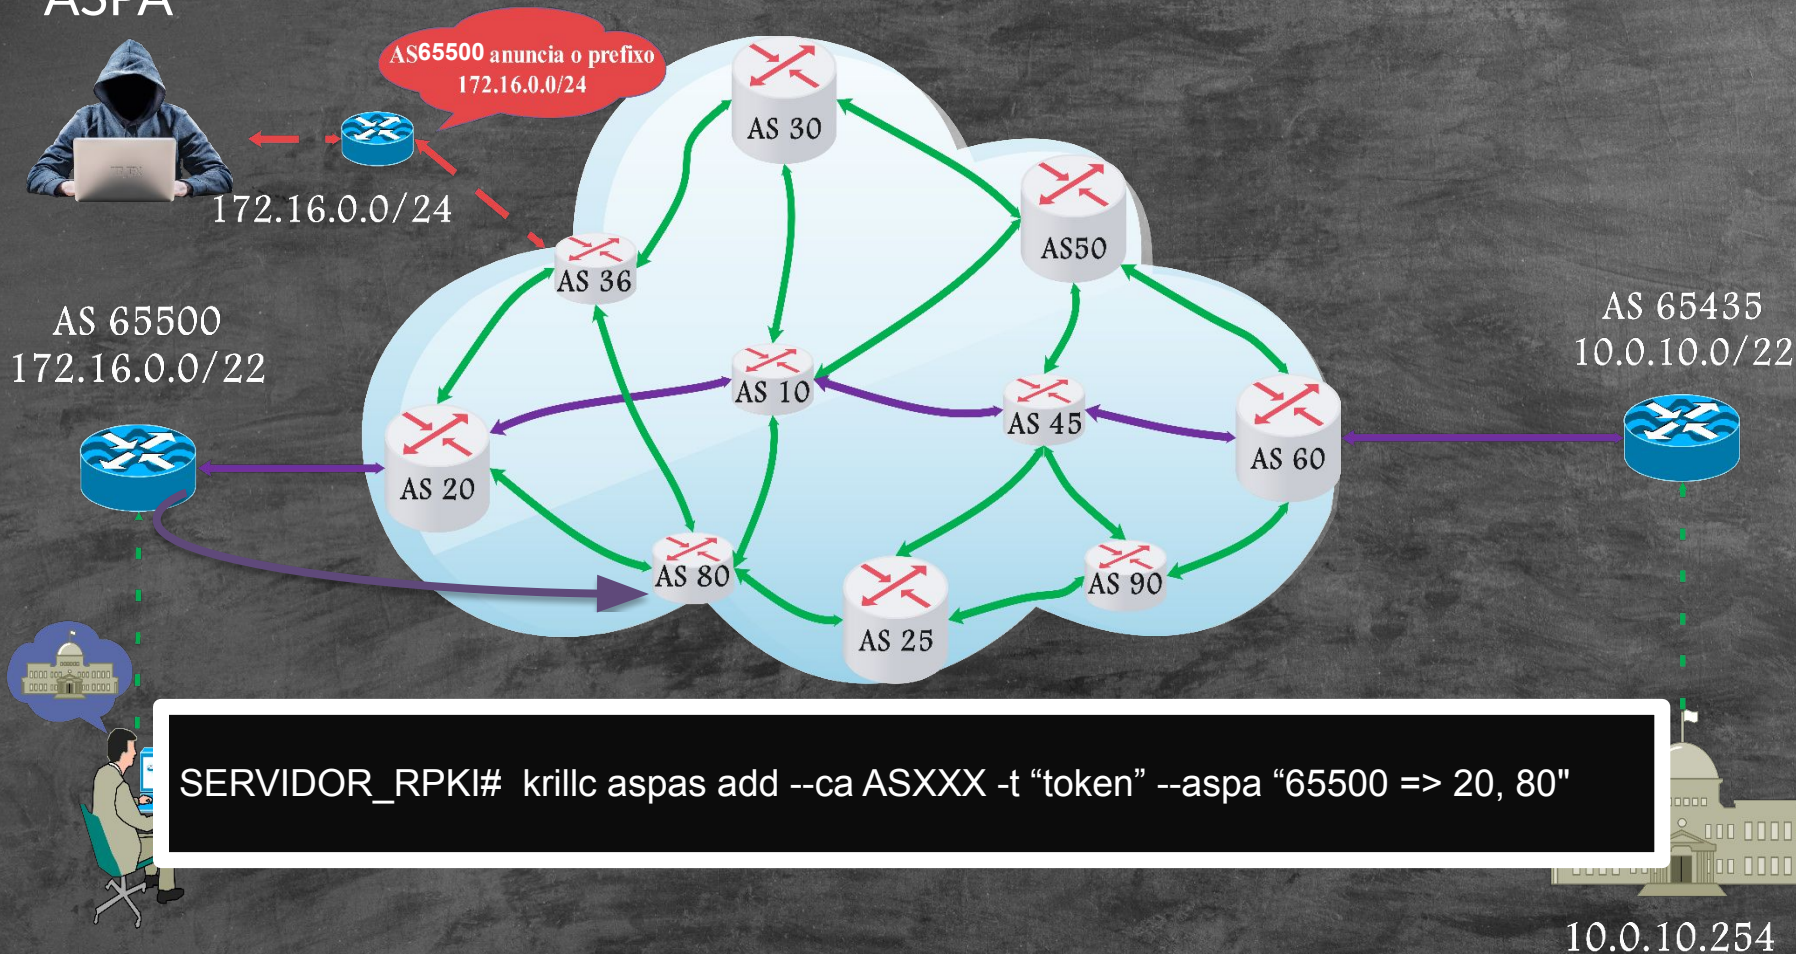 ASPA
AS65500 anuncia o prefixo
172.16.0.0/24
AS 30
172.16.0.0/24
AS50
AS 36
AS 65500
172.16.0.0/22
AS 65435
10.0.10.0/22
AS 10
AS 45
AS 60
AS 20
AS 80
AS 90
AS 25
SERVIDOR_RPKI#  krillc aspas add --ca ASXXX -t “token” --aspa “65500 => 20, 80"
10.0.10.254